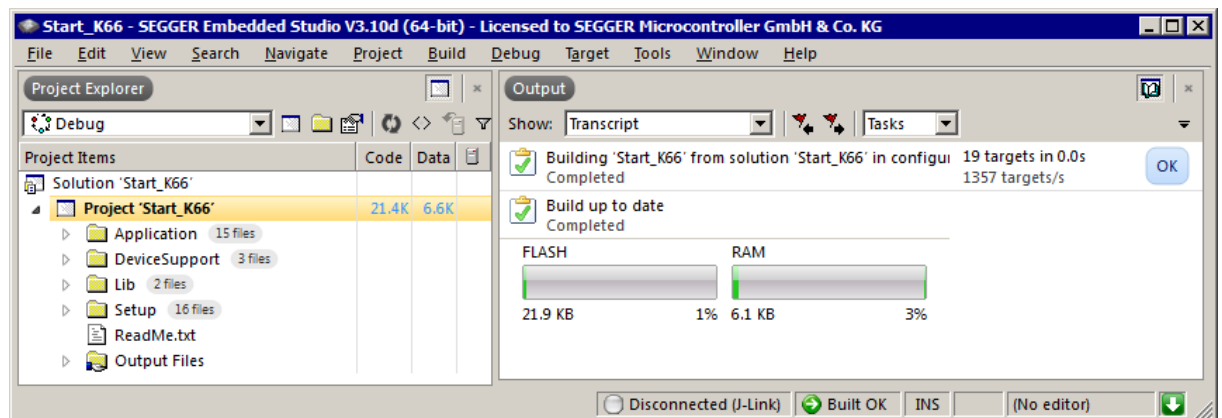 Start_K66 - SEGGER Embedded Studio V3.10d (64-bit) - Licensed to SEGGER Microcontroller GmbH & Co. KG
File Edit View Search Navigate Project Build Debug Target Tools Window Help
Project Explorer
Debug
Project Items Code Data
Solution 'Start_K66'
Project 'Start_K66' 21.4K 6.6K
Application 15 files
DeviceSupport 3 files
Lib 2 files
Setup 16 files
ReadMe.txt
Output Files
Output
Show: Transcript Tasks
Building 'Start_K66' from solution 'Start_K66' in configur 19 targets in 0.0s
Completed 1357 targets/s
OK
Build up to date
Completed
FLASH RAM
21.9 KB 1% 6.1 KB 3%
Disconnected (J-Link) Built OK INS (No editor)